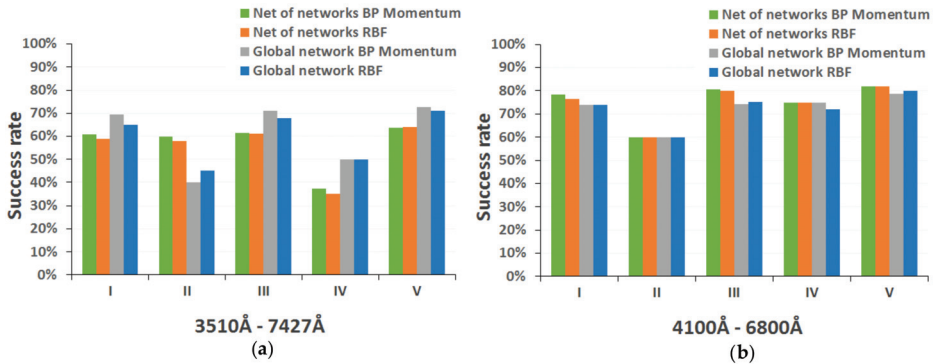 Net of networks BP Momentum
Net of networks RBF
Global network BP Momentum
Global network RBF
100%
90%
80%
70%
60%
50%
40%
30%
20%
10%
0%
Success rate
I II III IV V
3510Å - 7427Å
(a)
Net of networks BP Momentum
Net of networks RBF
Global network BP Momentum
Global network RBF
100%
90%
80%
70%
60%
50%
40%
30%
20%
10%
0%
Success rate
I II III IV V
4100Å - 6800Å
(b)